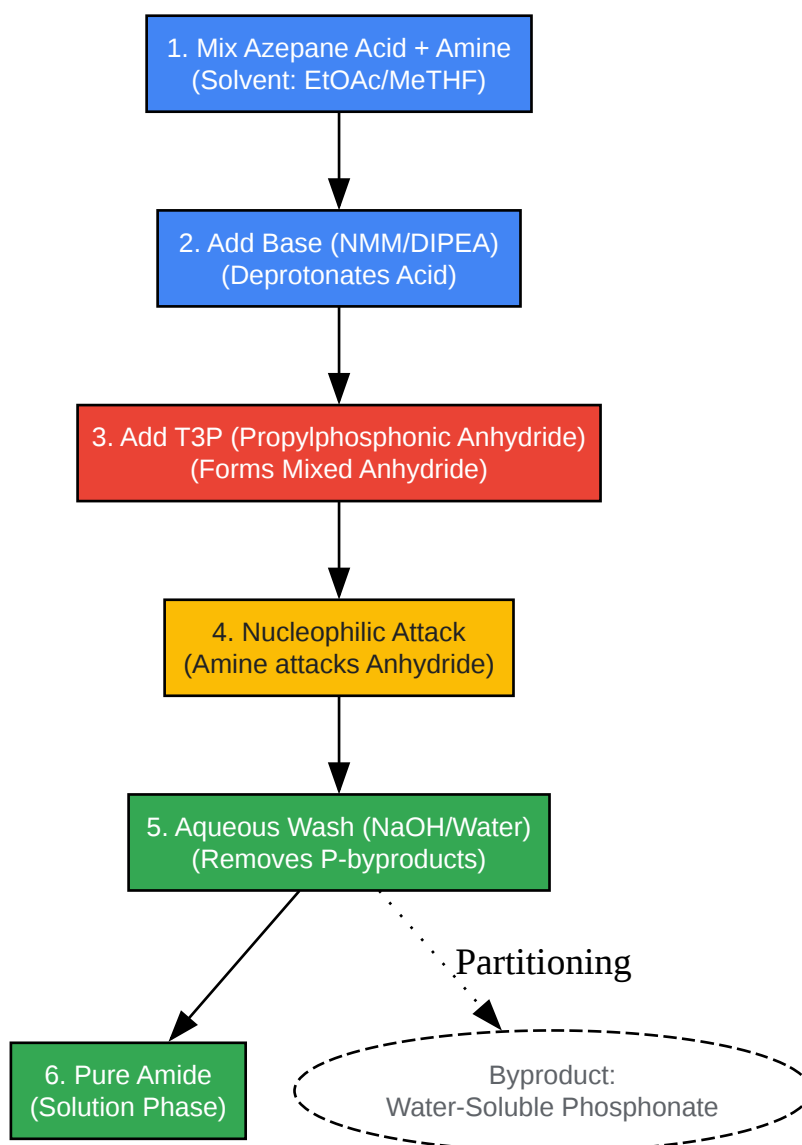 1. Mix Azepane Acid + Amine
(Solvent: EtOAc/MeTHF)
2. Add Base (NMM/DIPEA)
(Deprotonates Acid)
3. Add T3P (Propylphosphonic Anhydride)
(Forms Mixed Anhydride)
4. Nucleophilic Attack
(Amine attacks Anhydride)
5. Aqueous Wash (NaOH/Water)
(Removes P-byproducts)
Partitioning
6. Pure Amide
(Solution Phase)
Byproduct:
Water-Soluble Phosphonate